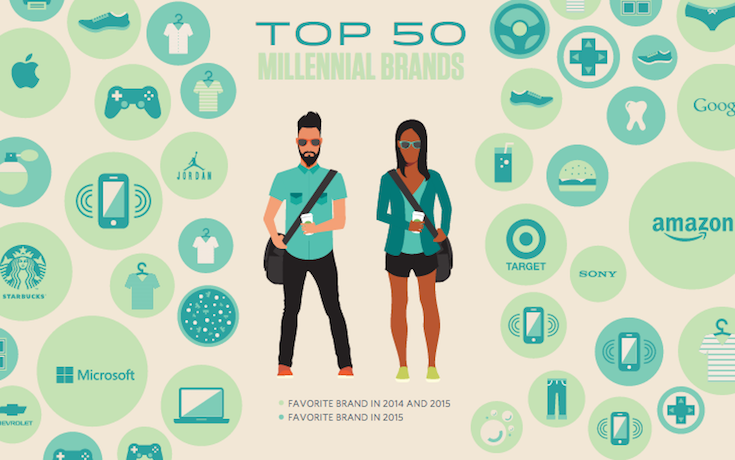 TOP 50
MILLENNIAL BRANDS
Goog
JORDAN
amazon
TARGET
SONY
STARBUCKS
Microsoft
FAVORITE BRAND IN 2014 AND 2015
FAVORITE BRAND IN 2015
HEVROLET